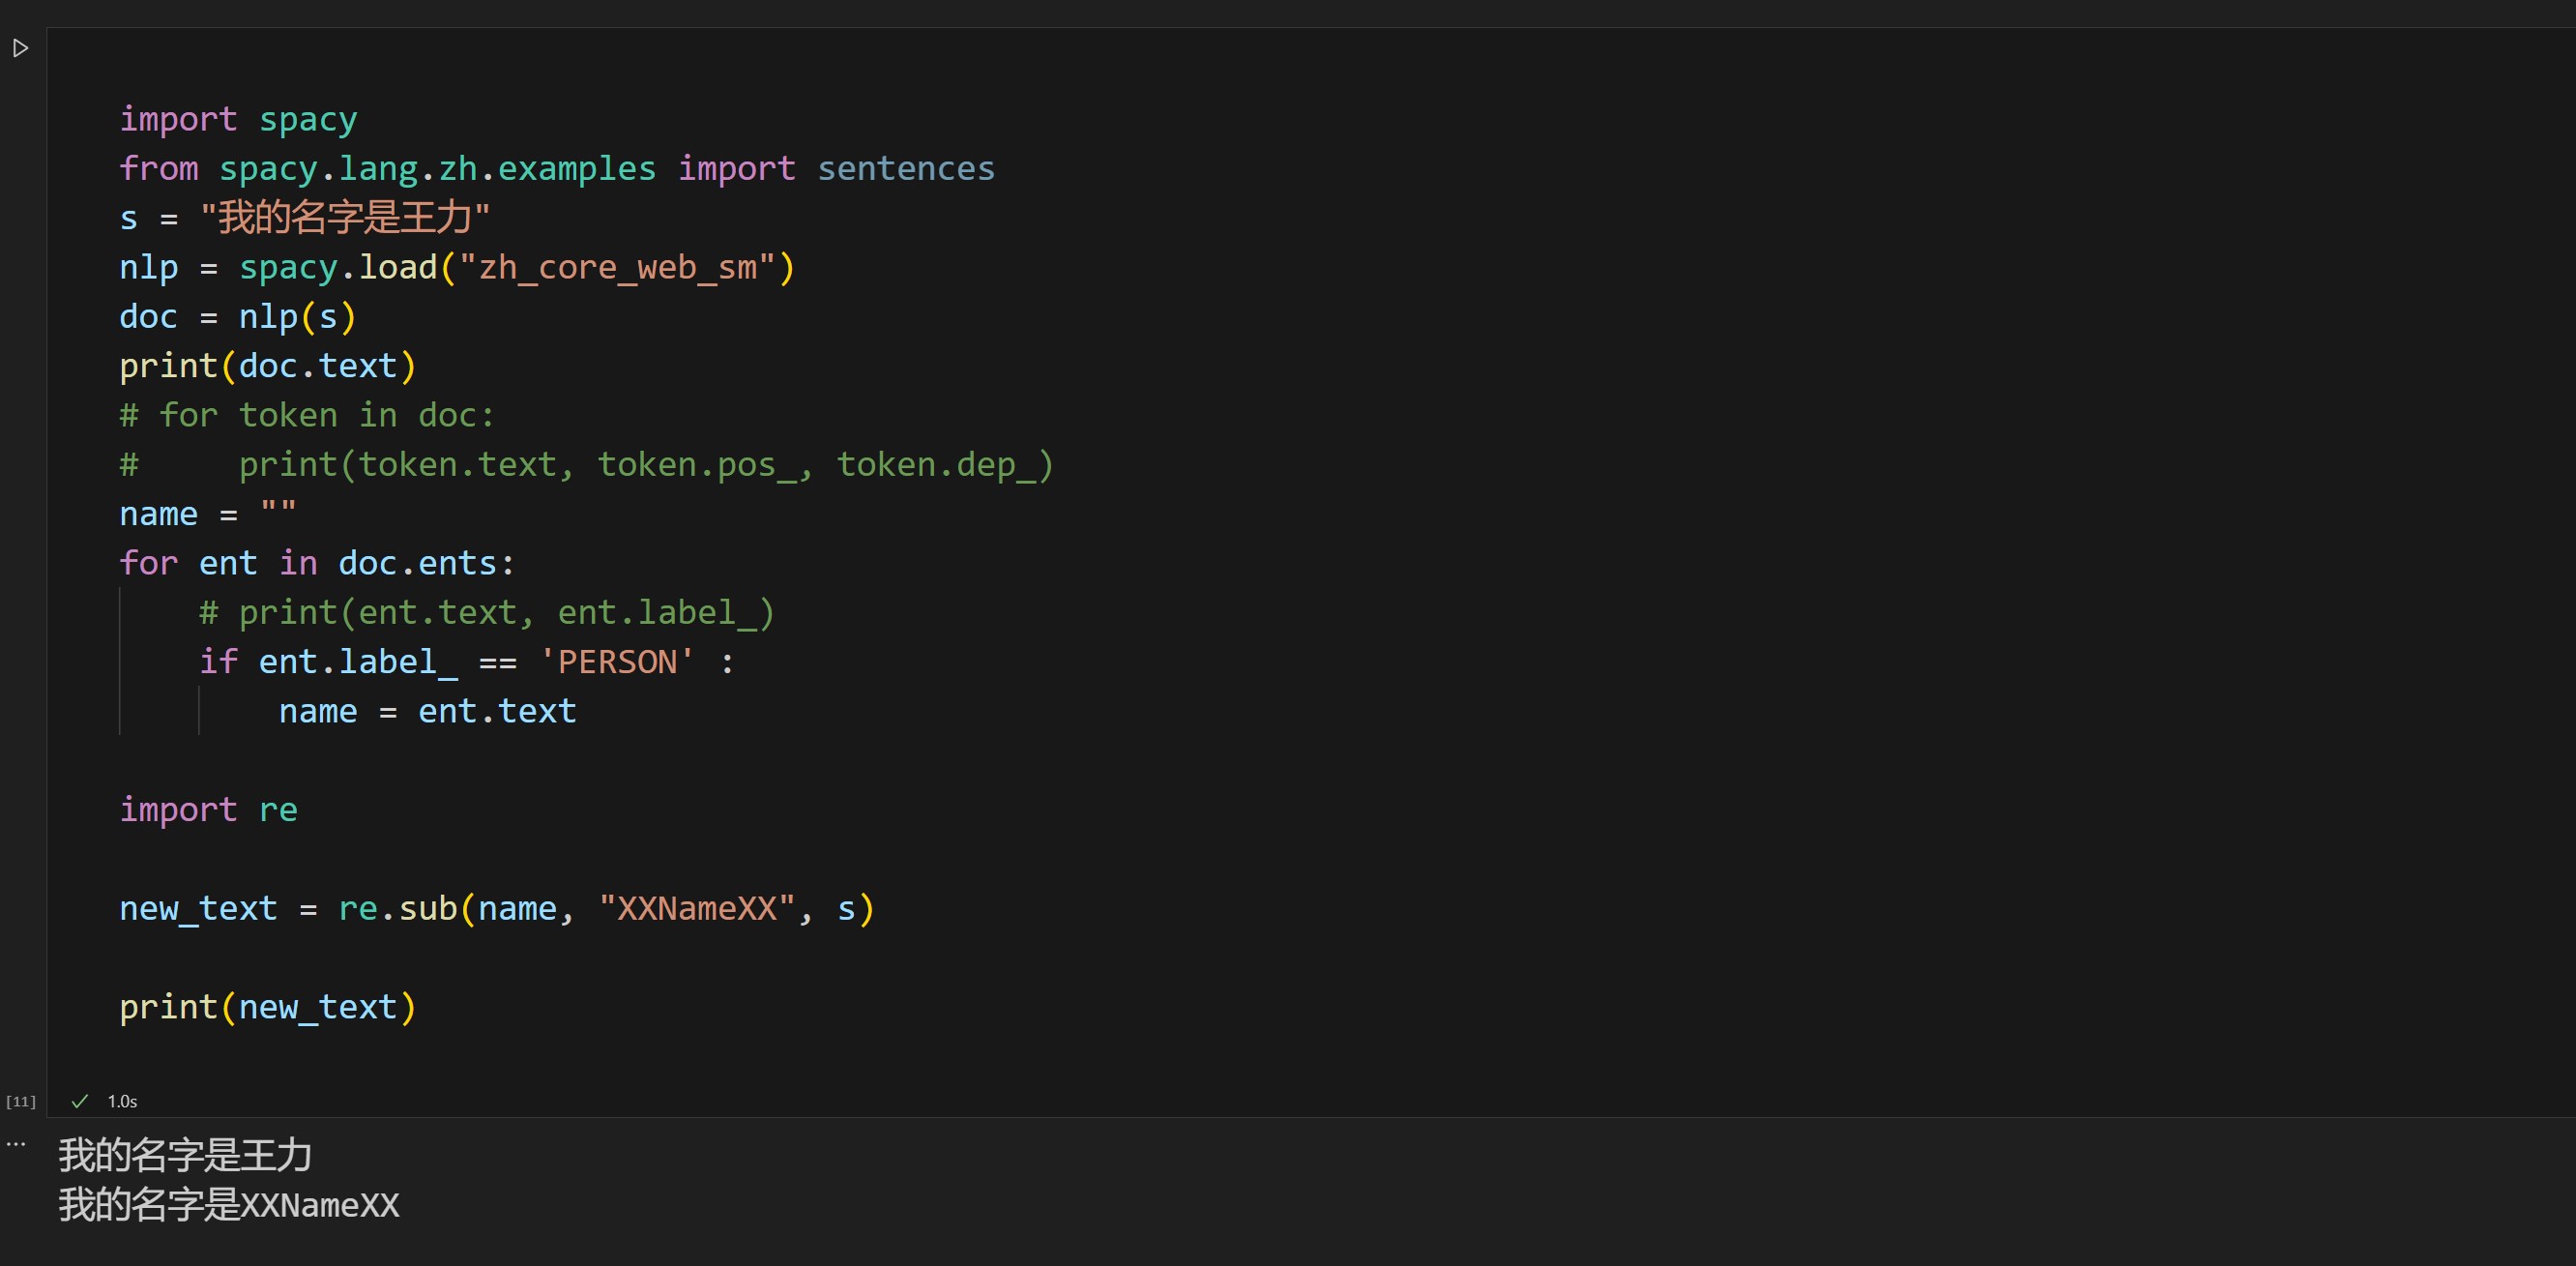 import spacy
from spacy.lang.zh.examples import sentences
s = "我的名字是王力"
nlp = spacy.load("zh_core_web_sm")
doc = nlp(s)
print(doc.text)
# for token in doc:
#     print(token.text, token.pos_, token.dep_)
name = ""
for ent in doc.ents:
    # print(ent.text, ent.label_)
    if ent.label_ == 'PERSON' :
        name = ent.text
import re
new_text = re.sub(name, "XXNameXX", s)
print(new_text)
[11] ✓ 1.0s
... 我的名字是王力
我的名字是XXNameXX